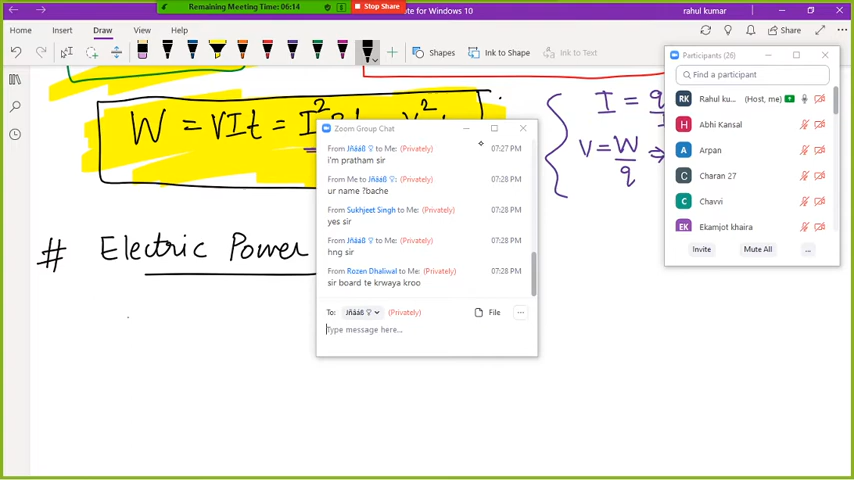 Remaining Meeting Time: 06:14
Stop Share
te for Windows 10
rahul kumar
Home Insert Draw View Help
Share
Shapes
Ink to Shape
Ink to Text
Participants (26)
Find a participant
RK Rahul ku... (Host, me)
H Abhi Kansal
A Arpan
C Charan 27
C Chavvi
EK Ekamjot khaira
Invite Mute All ...
W = VIt = I²
I = q
V = W/q ⇒
# Electric Power
Zoom Group Chat
From Jñááß to Me: (Privately) 07:27 PM
i'm pratham sir
From Me to Jñááß: (Privately) 07:28 PM
ur name ?bache
From Sukhjeet Singh to Me: (Privately) 07:28 PM
yes sir
From Jñááß to Me: (Privately) 07:28 PM
hng sir
From Rozen Dhaliwal to Me: (Privately) 07:28 PM
sir board te krwaya kroo
To: Jñááß (Privately) File ...
Type message here...